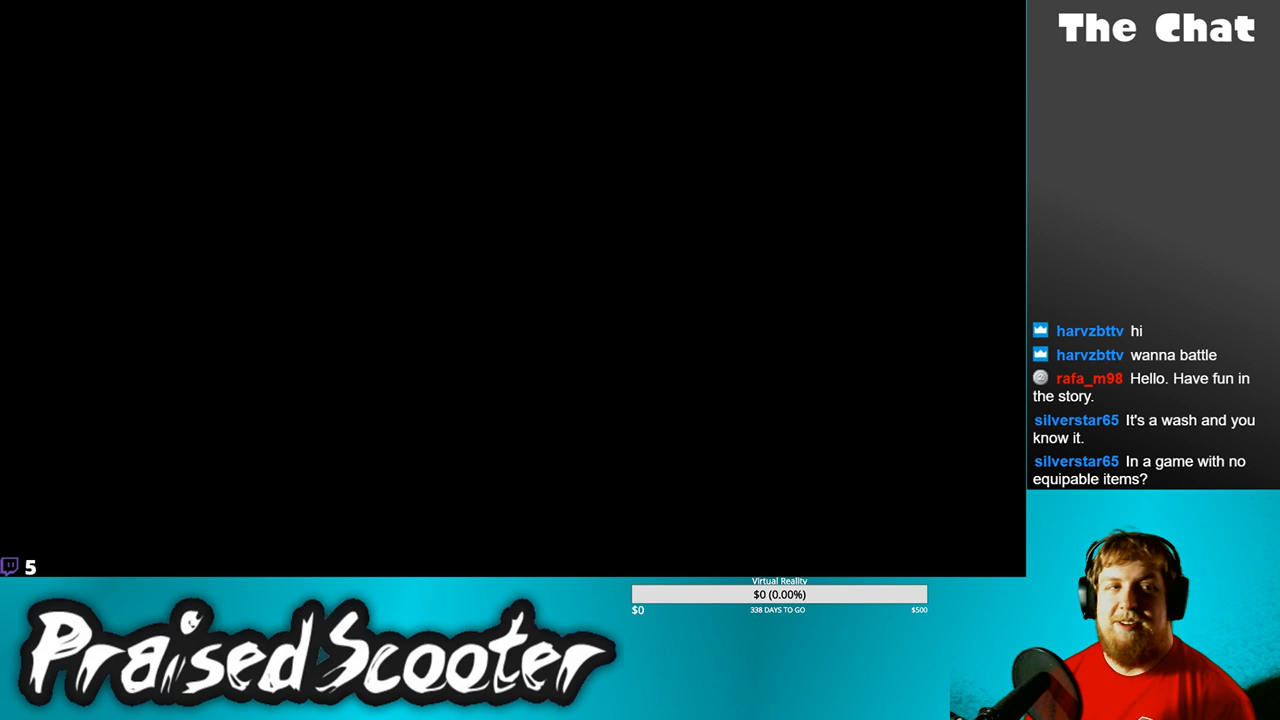 The Chat
harvzbttv hi
harvzbttv wanna battle
rafa_m98 Hello. Have fun in
the story.
silverstar65 It's a wash and you
know it.
silverstar65 In a game with no
equipable items?
5
Virtual Reality
$0 (0.00%)
$0 338 DAYS TO GO $500
PraisedScooter